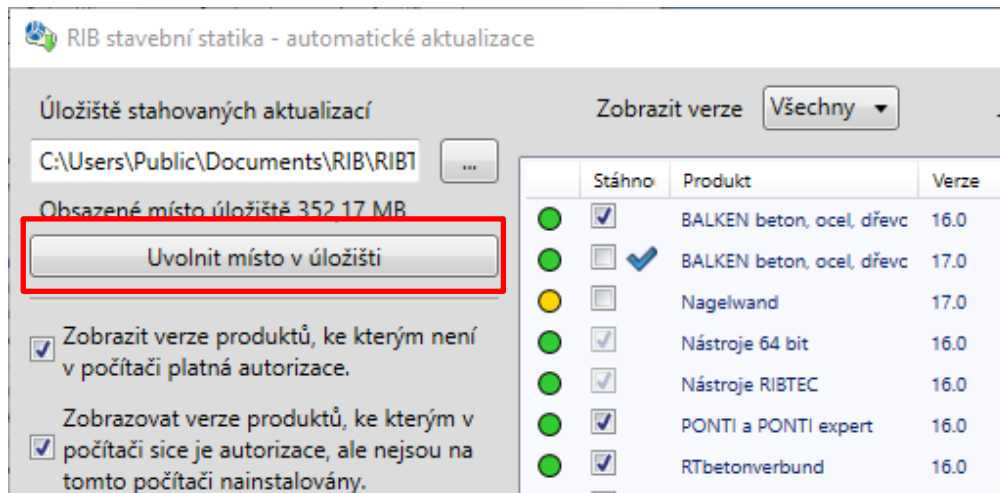 RIB stavební statika - automatické aktualizace
Úložiště stahovaných aktualizací
Zobrazit verze Všechny
C:\Users\Public\Documents\RIB\RIBT
...
Obsazené místo úložiště 352,17 MB
Uvolnit místo v úložišti
Zobrazit verze produktů, ke kterým není
v počítači platná autorizace.
Zobrazovat verze produktů, ke kterým v
počítači sice je autorizace, ale nejsou na
tomto počítači nainstalovány.
Stáhno Produkt Verze
BALKEN beton, ocel, dřevc 16.0
BALKEN beton, ocel, dřevc 17.0
Nagelwand 17.0
Nástroje 64 bit 16.0
Nástroje RIBTEC 16.0
PONTI a PONTI expert 16.0
RTbetonverbund 16.0